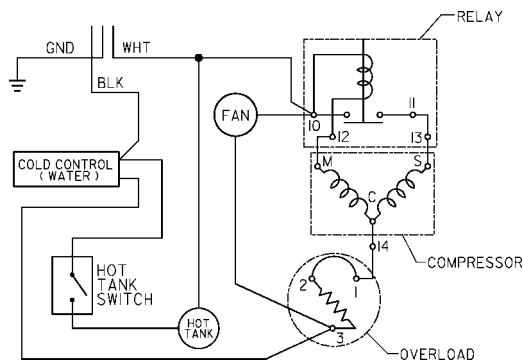 RELAY
GND
WHT
BLK
FAN
10
11
12
13
COLD CONTROL
(WATER)
M
S
C
14
HOT
TANK
SWITCH
COMPRESSOR
2
1
HOT
TANK
3
OVERLOAD